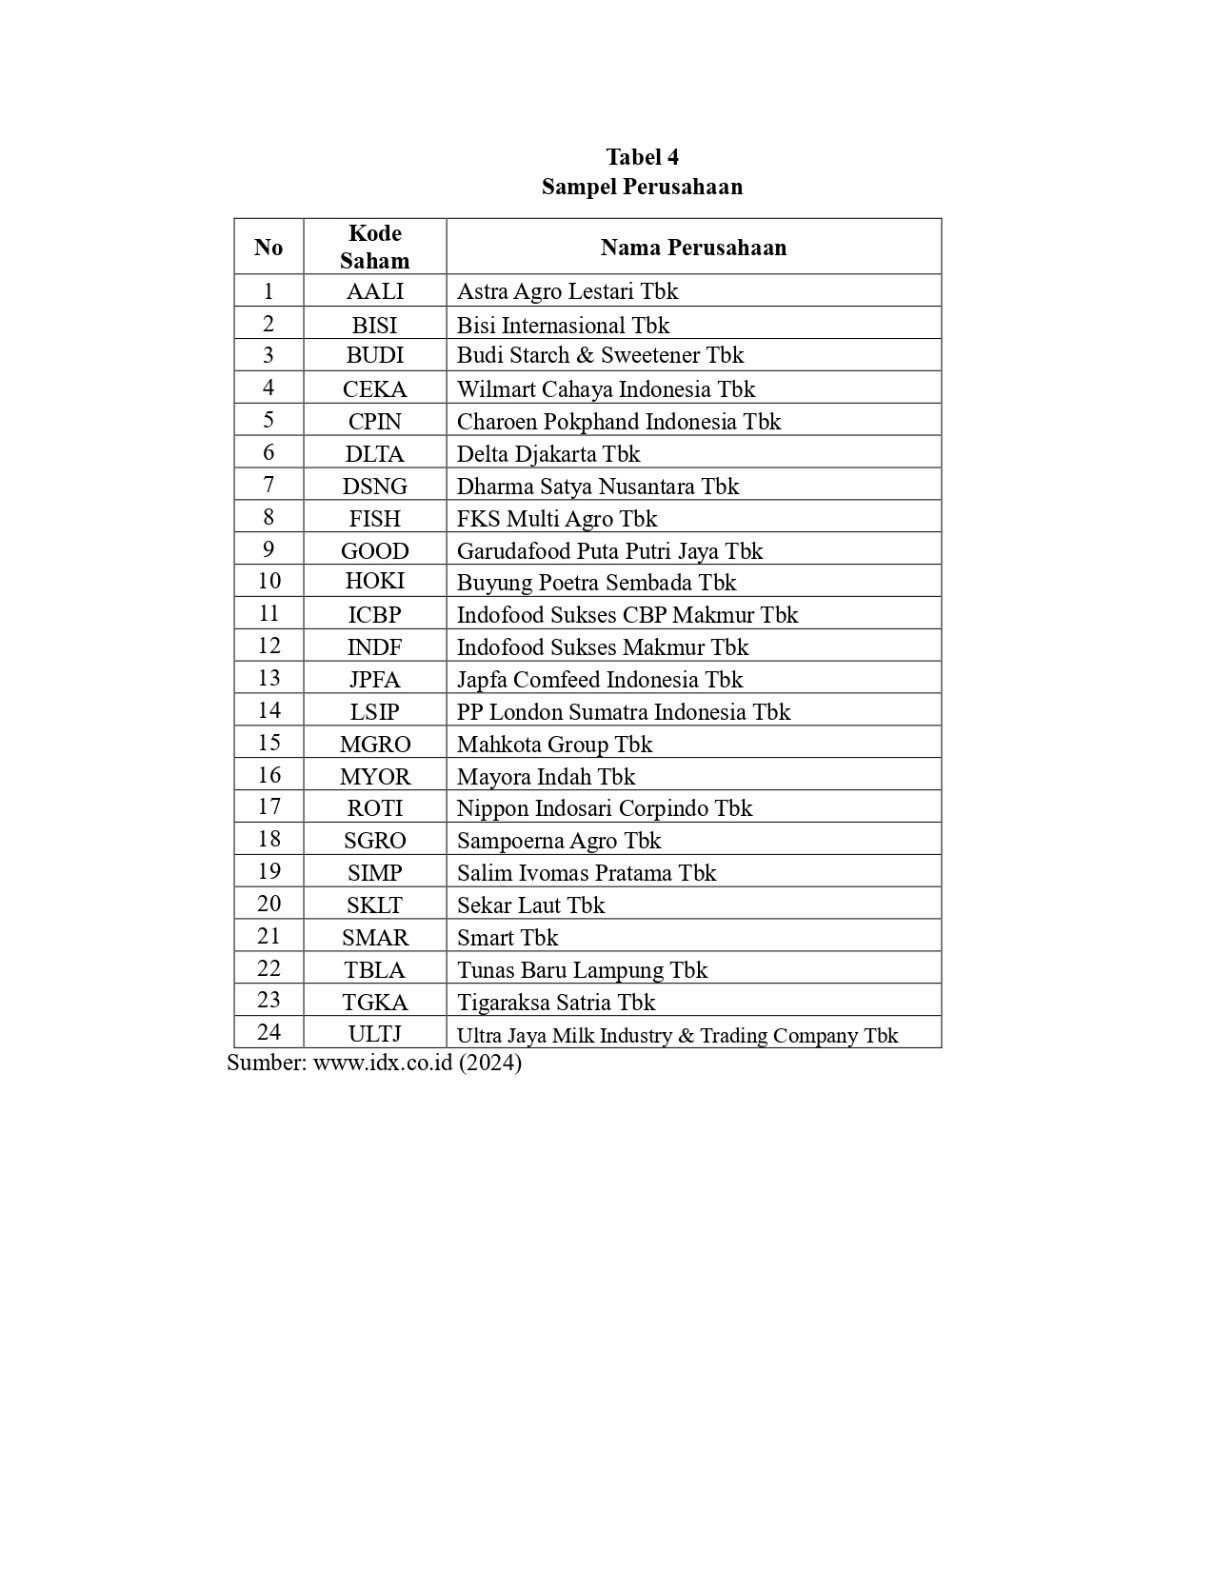 Tabel 4
Sampel Perusahaan
No Kode Saham Nama Perusahaan
1 AALI Astra Agro Lestari Tbk
2 BISI Bisi Internasional Tbk
3 BUDI Budi Starch & Sweetener Tbk
4 CEKA Wilmart Cahaya Indonesia Tbk
5 CPIN Charoen Pokphand Indonesia Tbk
6 DLTA Delta Djakarta Tbk
7 DSNG Dharma Satya Nusantara Tbk
8 FISH FKS Multi Agro Tbk
9 GOOD Garudafood Puta Putri Jaya Tbk
10 HOKI Buyung Poetra Sembada Tbk
11 ICBP Indofood Sukses CBP Makmur Tbk
12 INDF Indofood Sukses Makmur Tbk
13 JPFA Japfa Comfeed Indonesia Tbk
14 LSIP PP London Sumatra Indonesia Tbk
15 MGRO Mahkota Group Tbk
16 MYOR Mayora Indah Tbk
17 ROTI Nippon Indosari Corpindo Tbk
18 SGRO Sampoerna Agro Tbk
19 SIMP Salim Ivomas Pratama Tbk
20 SKLT Sekar Laut Tbk
21 SMAR Smart Tbk
22 TBLA Tunas Baru Lampung Tbk
23 TGKA Tigaraksa Satria Tbk
24 ULTJ Ultra Jaya Milk Industry & Trading Company Tbk
Sumber: www.idx.co.id (2024)